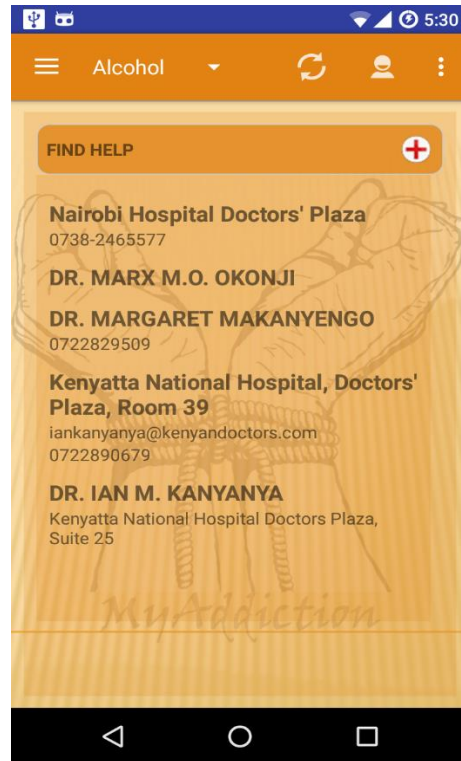 5:30
Alcohol
FIND HELP
Nairobi Hospital Doctors' Plaza
0738-2465577
DR. MARX M.O. OKONJI
DR. MARGARET MAKANYENGO
0722829509
Kenyatta National Hospital, Doctors'
Plaza, Room 39
iankanyanya@kenyandoctors.com
0722890679
DR. IAN M. KANYANYA
Kenyatta National Hospital Doctors Plaza,
Suite 25
MyAddiction